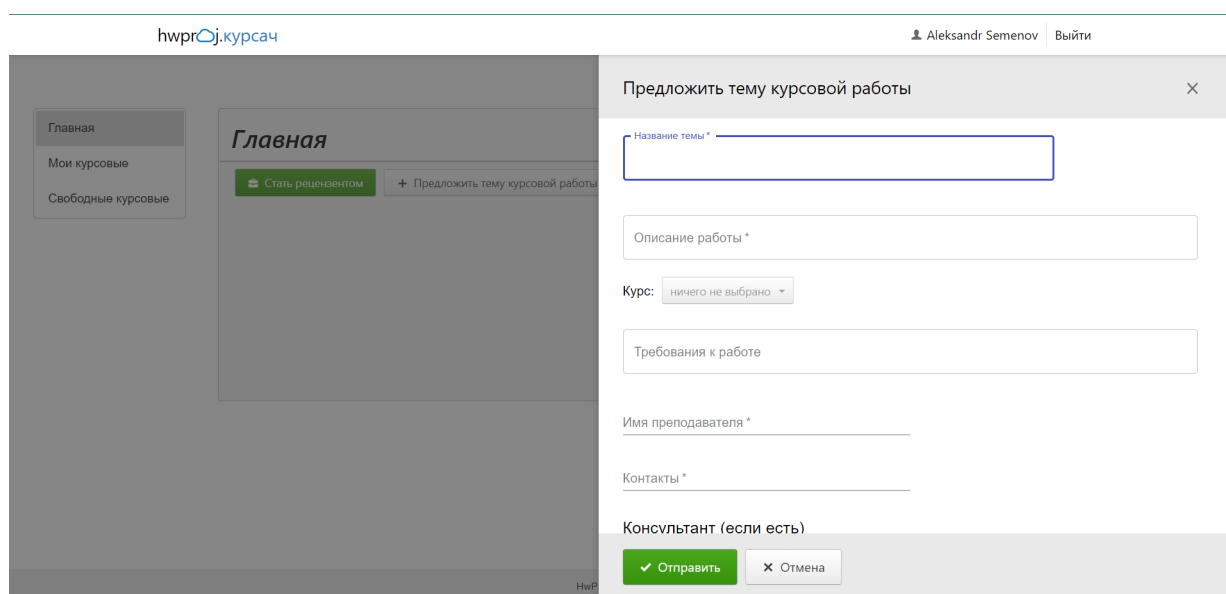 hwproj.курсач
Aleksandr Semenov Выйти
Предложить тему курсовой работы
Главная
Мои курсовые
Свободные курсовые
Главная
Стать рецензентом
Предложить тему курсовой работы
Название темы *
Описание работы *
Курс: ничего не выбрано
Требования к работе
Имя преподавателя *
Контакты *
Консультант (если есть)
Отправить
Отмена
HwP